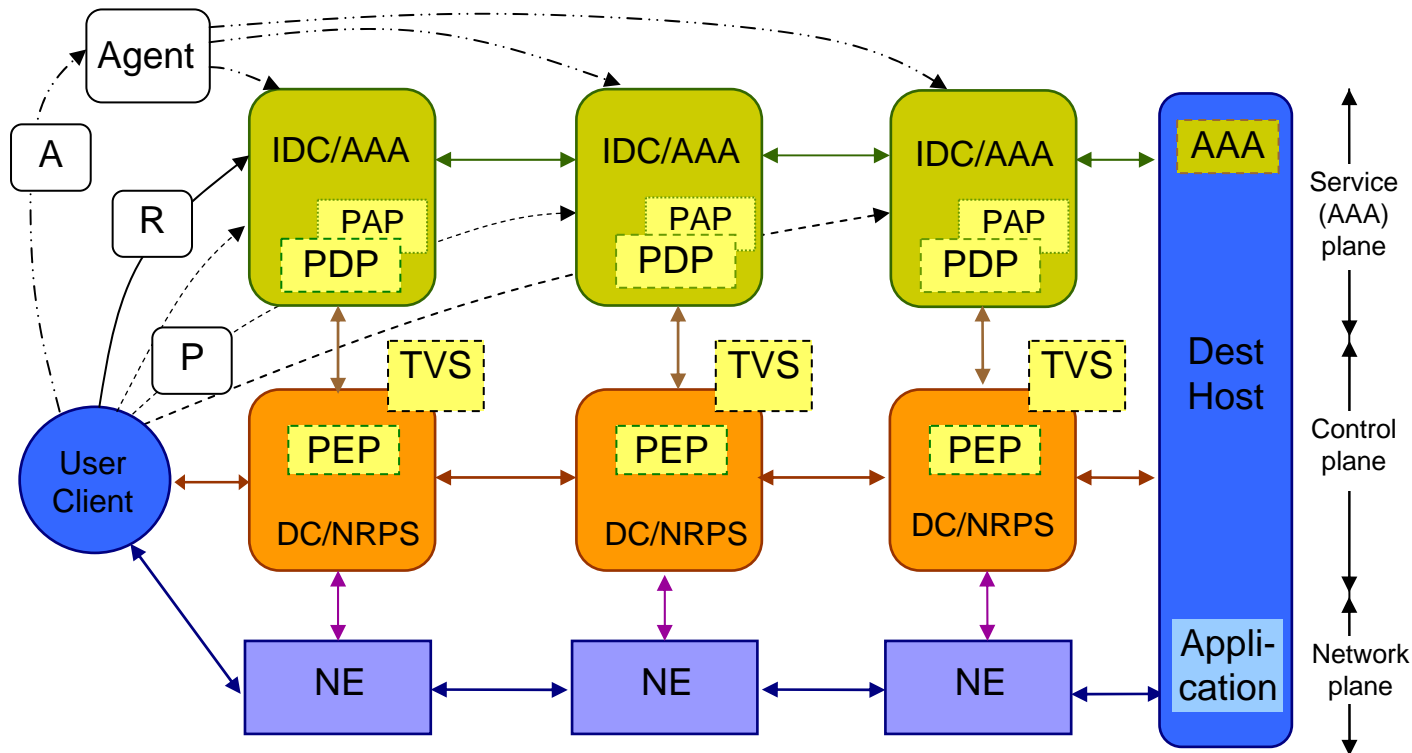 Agent
A
R
P
User
Client
IDC/AAA
PAP
PDP
IDC/AAA
PAP
PDP
IDC/AAA
PAP
PDP
TVS
TVS
TVS
PEP
DC/NRPS
PEP
DC/NRPS
PEP
DC/NRPS
NE
NE
NE
AAA
Dest
Host
Appli-
cation
Service
(AAA)
plane
Control
plane
Network
plane